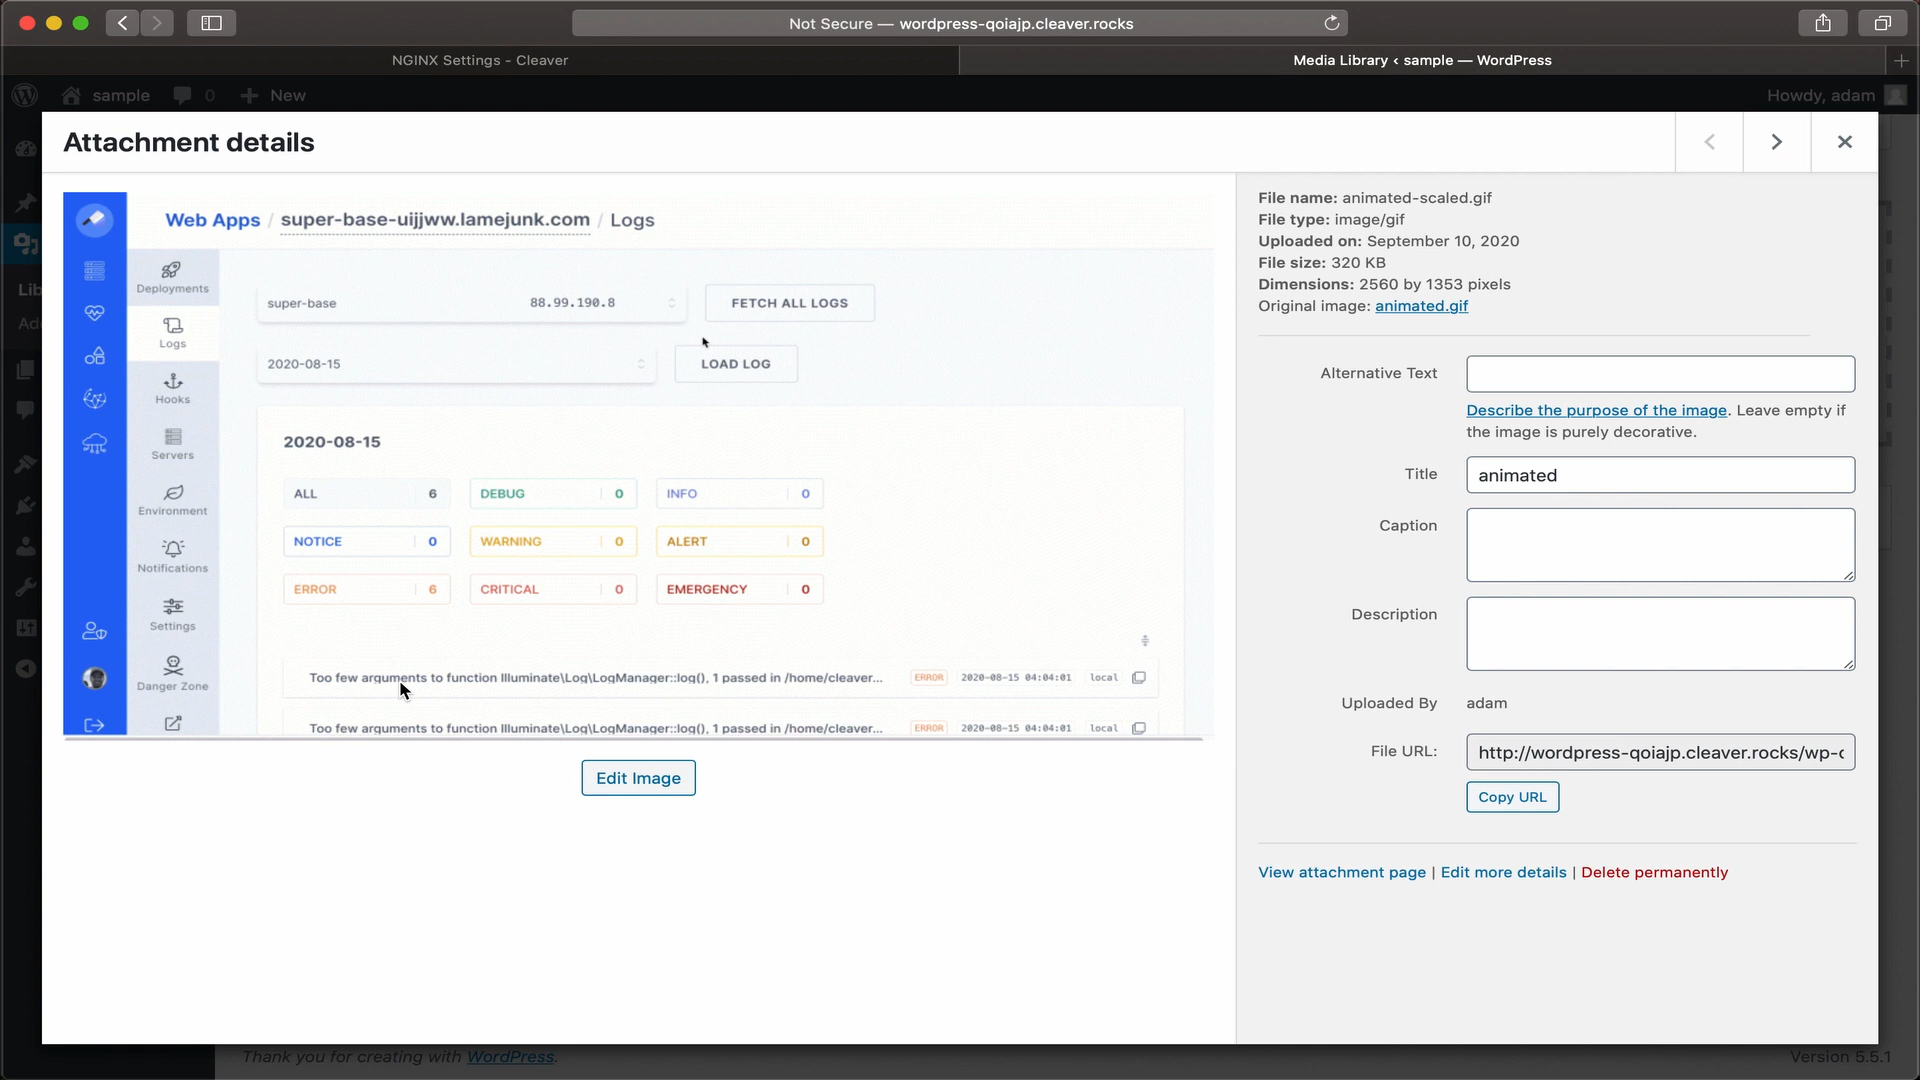 Not Secure — wordpress-qoiajp.cleaver.rocks
NGINX Settings - Cleaver
Media Library ‹ sample — WordPress
sample
0
New
Howdy, adam
Attachment details
Web Apps / super-base-uijjww.lamejunk.com / Logs
Deployments
Logs
Hooks
Servers
Environment
Notifications
Settings
Danger Zone
super-base 88.99.190.8
FETCH ALL LOGS
2020-08-15
LOAD LOG
2020-08-15
ALL 6
DEBUG 0
INFO 0
NOTICE 0
WARNING 0
ALERT 0
ERROR 6
CRITICAL 0
EMERGENCY 0
Too few arguments to function Illuminate\Log\LogManager::log(), 1 passed in /home/cleaver... ERROR 2020-08-15 04:04:01 local
Too few arguments to function Illuminate\Log\LogManager::log(), 1 passed in /home/cleaver... ERROR 2020-08-15 04:04:01 local
Edit Image
File name: animated-scaled.gif
File type: image/gif
Uploaded on: September 10, 2020
File size: 320 KB
Dimensions: 2560 by 1353 pixels
Original image: animated.gif
Alternative Text
Describe the purpose of the image. Leave empty if
the image is purely decorative.
Title
animated
Caption
Description
Uploaded By adam
File URL: http://wordpress-qoiajp.cleaver.rocks/wp-c
Copy URL
View attachment page | Edit more details | Delete permanently
Lib
Add
Thank you for creating with WordPress.
Version 5.5.1